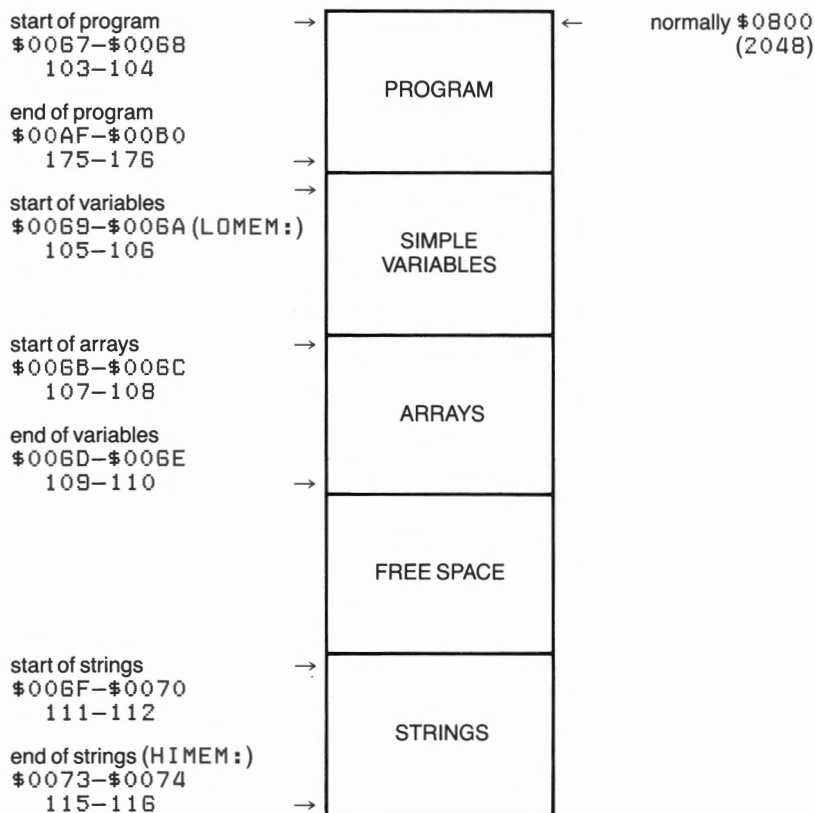 start of program → ← normally $0800
$0067–$0068 (2048)
103–104
PROGRAM
end of program
$00AF–$00B0
175–176 →
→
start of variables
$0069–$006A (LOMEM:)
105–106
SIMPLE
VARIABLES
start of arrays →
$006B–$006C
107–108
ARRAYS
end of variables
$006D–$006E
109–110 →
FREE SPACE
start of strings →
$006F–$0070
111–112
STRINGS
end of strings (HIMEM:)
$0073–$0074
115–116 →